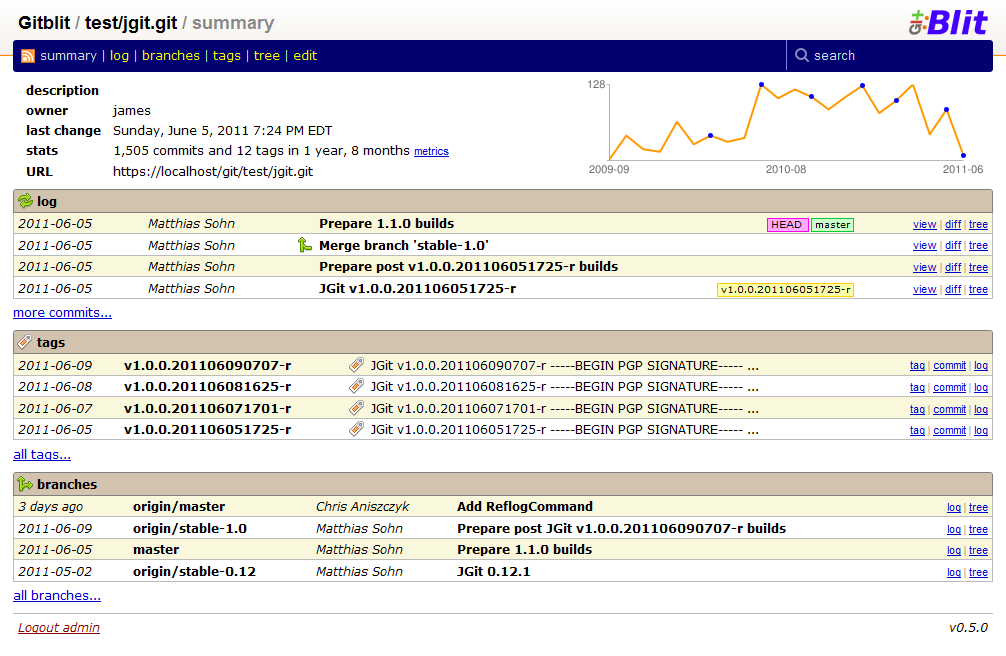 Gitblit / test/jgit.git / summary
Git Blit
summary | log | branches | tags | tree | edit
search
description
owner james
last change Sunday, June 5, 2011 7:24 PM EDT
stats 1,505 commits and 12 tags in 1 year, 8 months metrics
URL https://localhost/git/test/jgit.git
128
2009-09 2010-08 2011-06
log
2011-06-05 Matthias Sohn Prepare 1.1.0 builds HEAD master view | diff | tree
2011-06-05 Matthias Sohn Merge branch 'stable-1.0' view | diff | tree
2011-06-05 Matthias Sohn Prepare post v1.0.0.201106051725-r builds view | diff | tree
2011-06-05 Matthias Sohn JGit v1.0.0.201106051725-r v1.0.0.201106051725-r view | diff | tree
more commits...
tags
2011-06-09 v1.0.0.201106090707-r JGit v1.0.0.201106090707-r -----BEGIN PGP SIGNATURE----- ... tag | commit | log
2011-06-08 v1.0.0.201106081625-r JGit v1.0.0.201106081625-r -----BEGIN PGP SIGNATURE----- ... tag | commit | log
2011-06-07 v1.0.0.201106071701-r JGit v1.0.0.201106071701-r -----BEGIN PGP SIGNATURE----- ... tag | commit | log
2011-06-05 v1.0.0.201106051725-r JGit v1.0.0.201106051725-r -----BEGIN PGP SIGNATURE----- ... tag | commit | log
all tags...
branches
3 days ago origin/master Chris Aniszczyk Add ReflogCommand log | tree
2011-06-09 origin/stable-1.0 Matthias Sohn Prepare post JGit v1.0.0.201106090707-r builds log | tree
2011-06-05 master Matthias Sohn Prepare 1.1.0 builds log | tree
2011-05-02 origin/stable-0.12 Matthias Sohn JGit 0.12.1 log | tree
all branches...
Logout admin v0.5.0